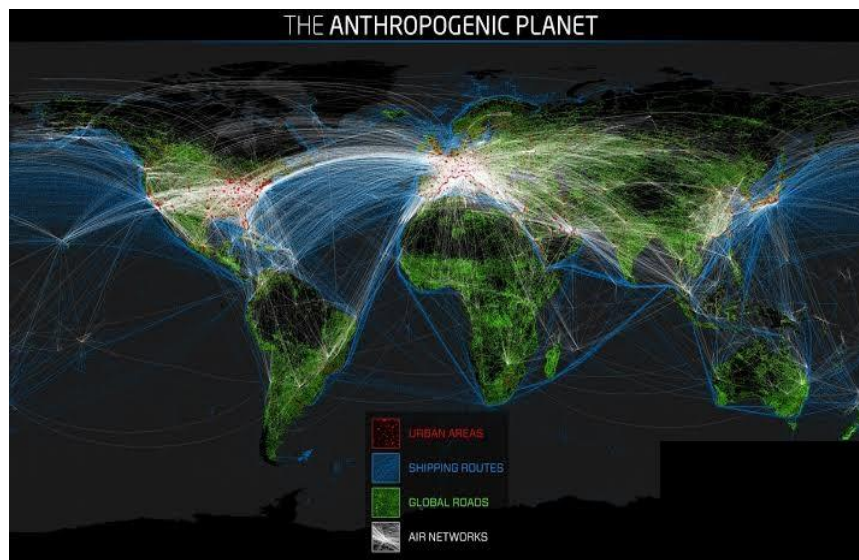 THE ANTHROPOGENIC PLANET
URBAN AREAS
SHIPPING ROUTES
GLOBAL ROADS
AIR NETWORKS